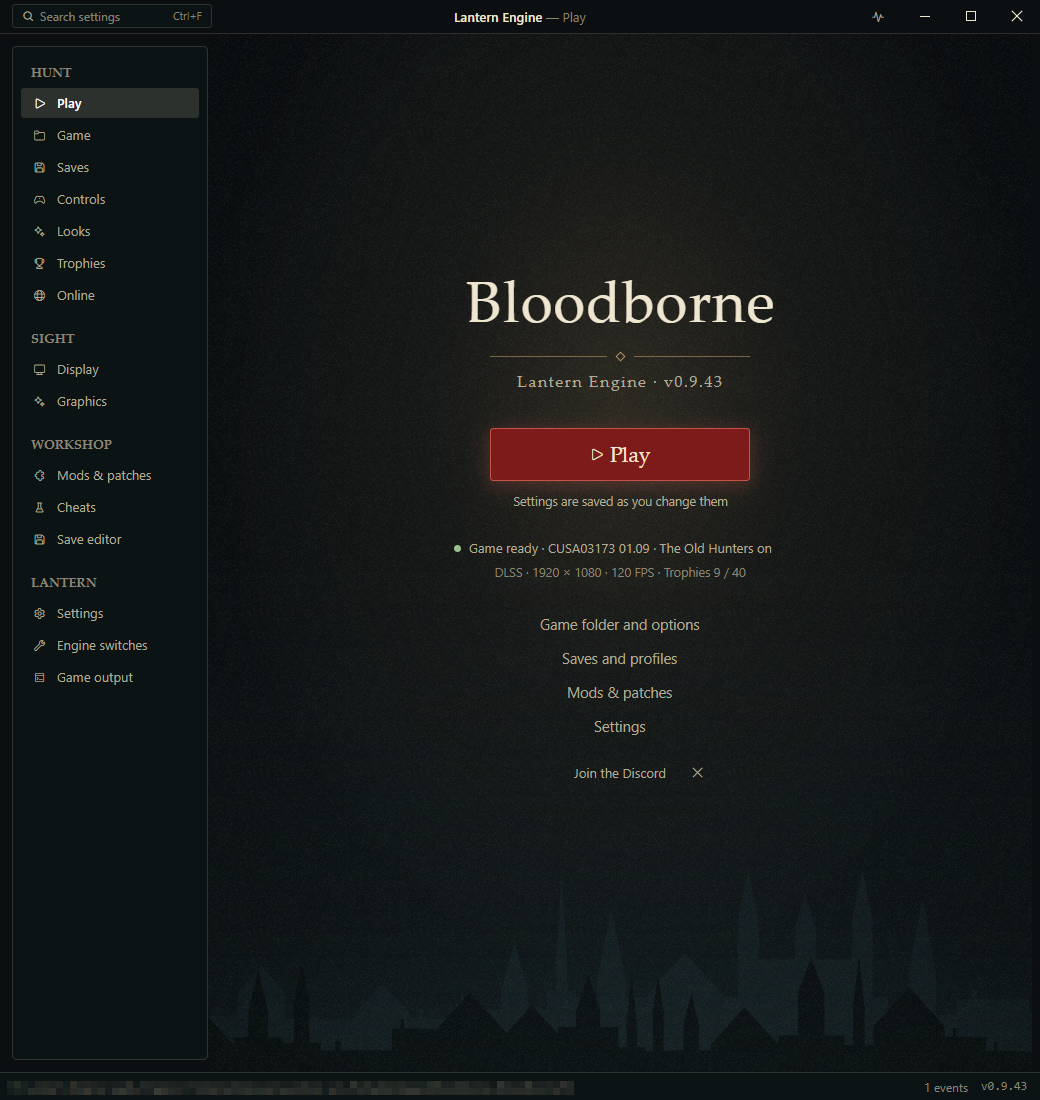 Search settings Ctrl+F
Lantern Engine — Play
HUNT
Play
Game
Saves
Controls
Looks
Trophies
Online
SIGHT
Display
Graphics
WORKSHOP
Mods & patches
Cheats
Save editor
LANTERN
Settings
Engine switches
Game output
Bloodborne
Lantern Engine · v0.9.43
Play
Settings are saved as you change them
Game ready · CUSA03173 01.09 · The Old Hunters on
DLSS · 1920 × 1080 · 120 FPS · Trophies 9 / 40
Game folder and options
Saves and profiles
Mods & patches
Settings
Join the Discord
1 events v0.9.43